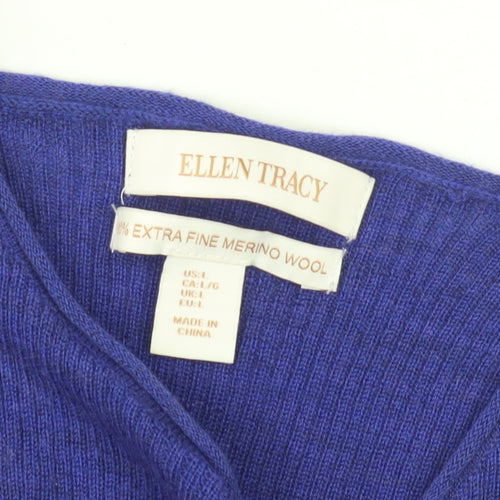 ELLEN TRACY
% EXTRA FINE MERINO WOOL
US:L
CA:L/G
UK:L
EU:L
MADE IN
CHINA